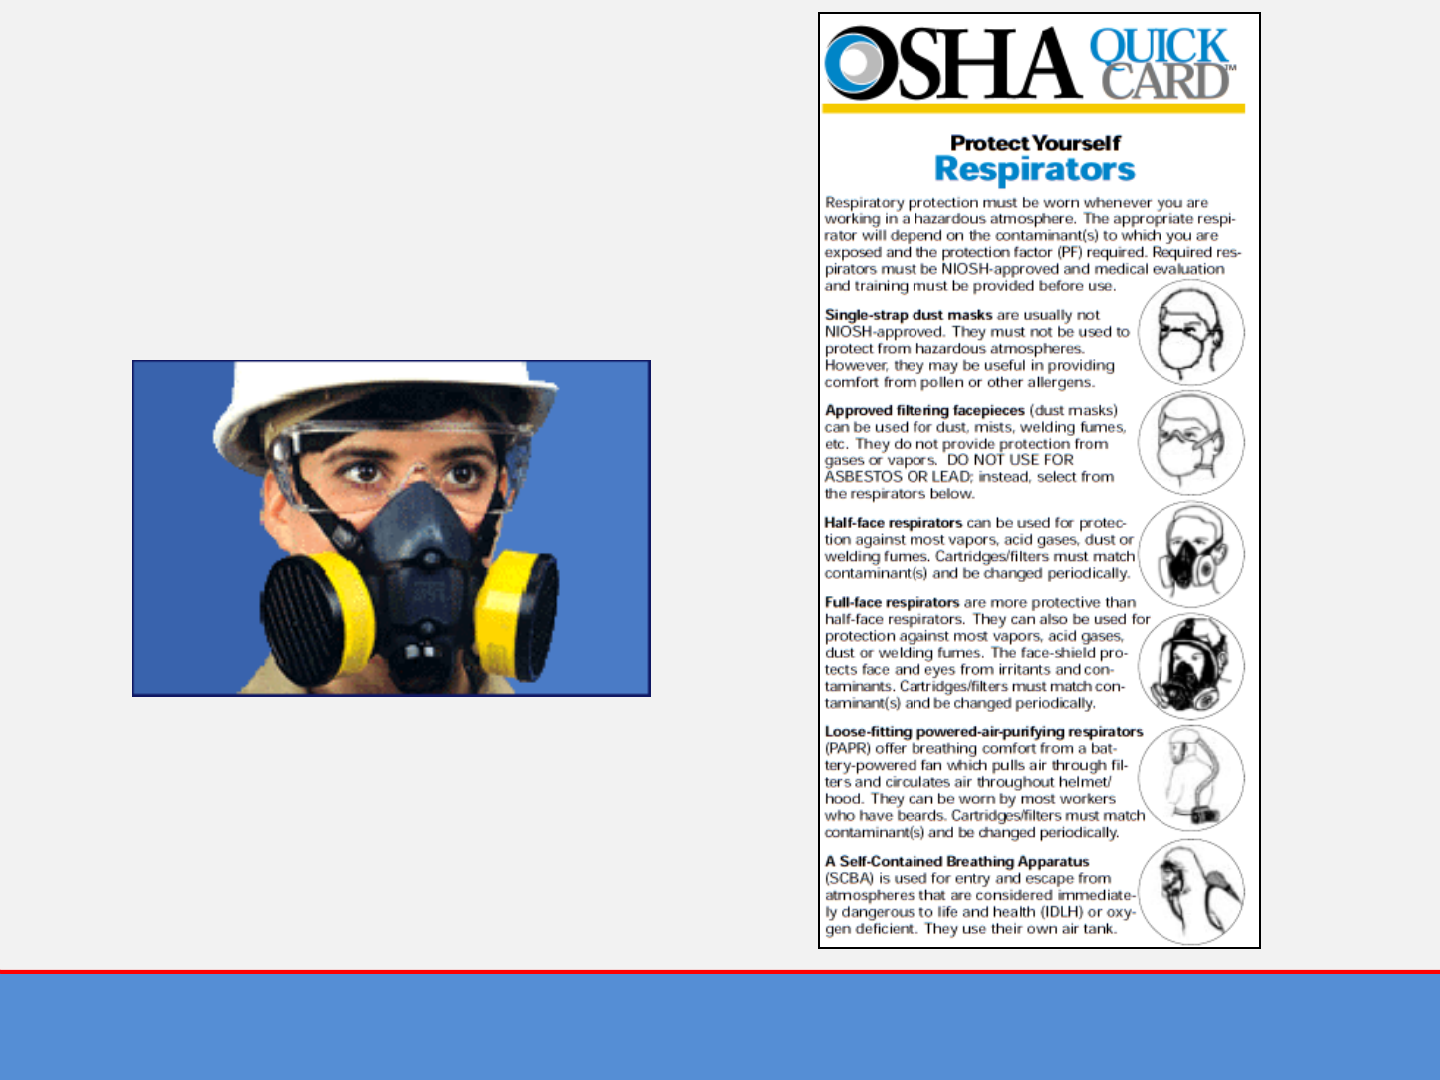 OSHA QUICK CARD™
Protect Yourself
Respirators
Respiratory protection must be worn whenever you are
working in a hazardous atmosphere. The appropriate respi-
rator will depend on the contaminant(s) to which you are
exposed and the protection factor (PF) required. Required res-
pirators must be NIOSH-approved and medical evaluation
and training must be provided before use.
Single-strap dust masks are usually not
NIOSH-approved. They must not be used to
protect from hazardous atmospheres.
However, they may be useful in providing
comfort from pollen or other allergens.
Approved filtering facepieces (dust masks)
can be used for dust, mists, welding fumes,
etc. They do not provide protection from
gases or vapors. DO NOT USE FOR
ASBESTOS OR LEAD; instead, select from
the respirators below.
Half-face respirators can be used for protec-
tion against most vapors, acid gases, dust or
welding fumes. Cartridges/filters must match
contaminant(s) and be changed periodically.
Full-face respirators are more protective than
half-face respirators. They can also be used for
protection against most vapors, acid gases,
dust or welding fumes. The face-shield pro-
tects face and eyes from irritants and con-
taminants. Cartridges/filters must match con-
taminant(s) and be changed periodically.
Loose-fitting powered-air-purifying respirators
(PAPR) offer breathing comfort from a bat-
tery-powered fan which pulls air through fil-
ters and circulates air throughout helmet/
hood. They can be worn by most workers
who have beards. Cartridges/filters must match
contaminant(s) and be changed periodically.
A Self-Contained Breathing Apparatus
(SCBA) is used for entry and escape from
atmospheres that are considered immediate-
ly dangerous to life and health (IDLH) or oxy-
gen deficient. They use their own air tank.